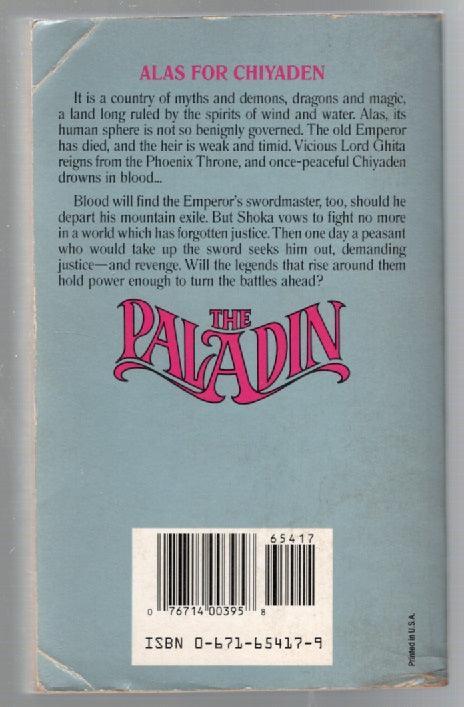 ALAS FOR CHIYADEN
It is a country of myths and demons, dragons and magic,
a land long ruled by the spirits of wind and water. Alas, its
human sphere is not so benignly governed. The old Emperor
has died, and the heir is weak and timid. Vicious Lord Ghita
reigns from the Phoenix Throne, and once-peaceful Chiyaden
drowns in blood...
Blood will find the Emperor's swordmaster, too, should he
depart his mountain exile. But Shoka vows to fight no more
in a world which has forgotten justice. Then one day a peasant
who would take up the sword seeks him out, demanding
justice—and revenge. Will the legends that rise around them
hold power enough to turn the battles ahead?
THE
PALADIN
65417
0 76714 00395 8
ISBN 0-671-65417-9
Printed in U.S.A.